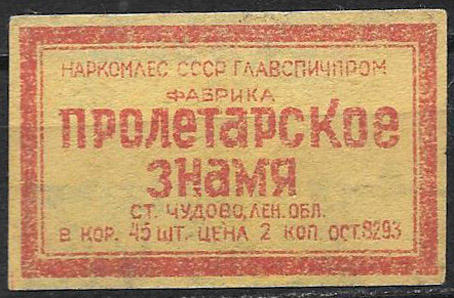 НАРКОМЛЕС СССР ГЛАВСПИЧПРОМ
ФАБРИКА
ПРОЛЕТАРСКОЕ
ЗНАМЯ
СТ. ЧУДОВО, ЛЕН. ОБЛ.
В КОР. 45 ШТ. ЦЕНА 2 КОП ОСТ.8293